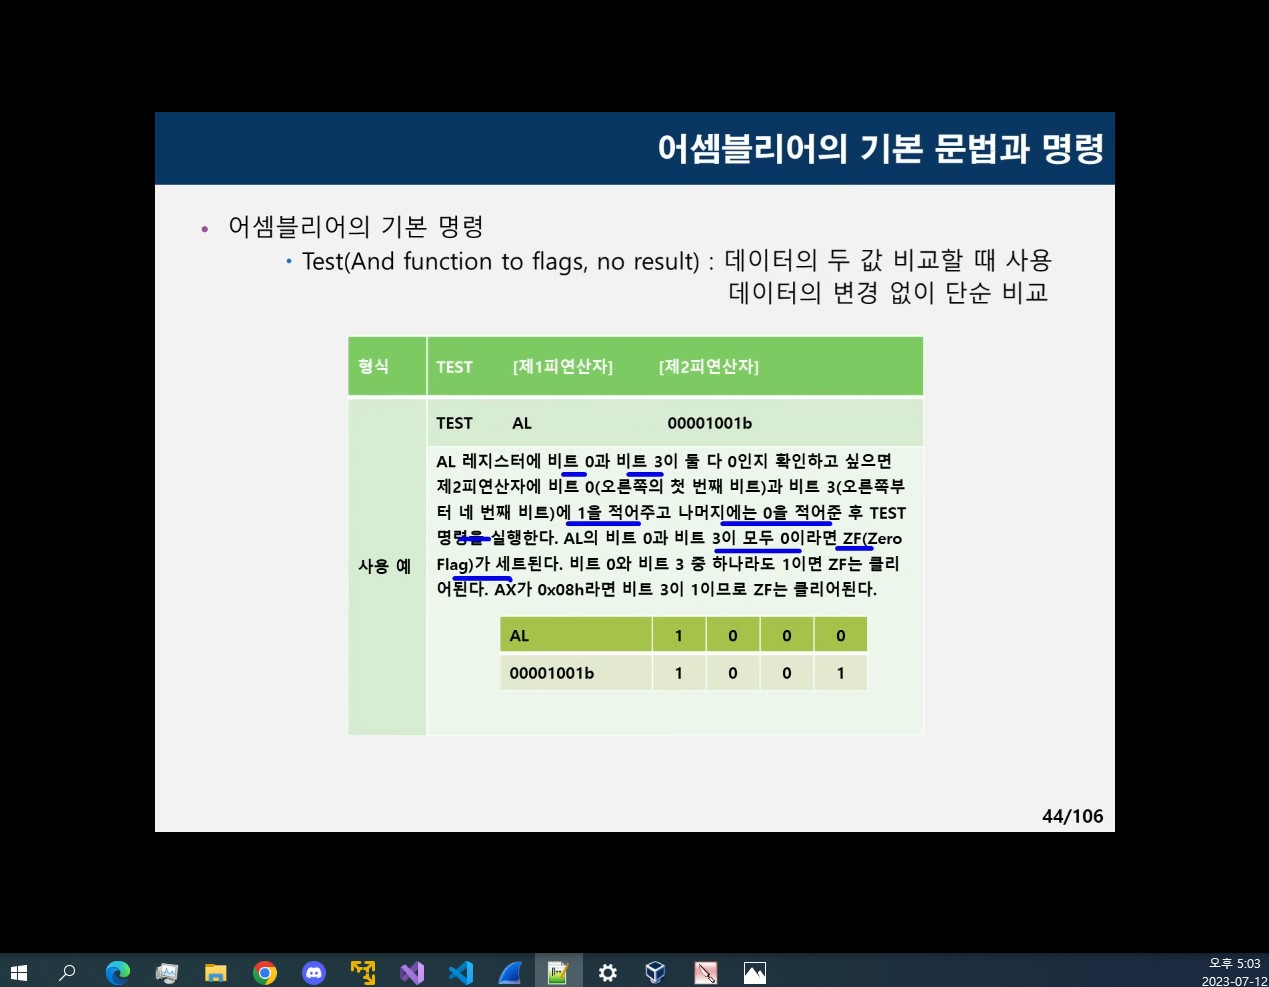 어셈블리어의 기본 문법과 명령
• 어셈블리어의 기본 명령
• Test(And function to flags, no result) : 데이터의 두 값 비교할 때 사용
데이터의 변경 없이 단순 비교
형식 TEST [제1피연산자] [제2피연산자]
TEST AL 00001001b
사용 예
AL 레지스터에 비트 0과 비트 3이 둘 다 0인지 확인하고 싶으면
제2피연산자에 비트 0(오른쪽의 첫 번째 비트)과 비트 3(오른쪽부
터 네 번째 비트)에 1을 적어주고 나머지에는 0을 적어준 후 TEST
명령을 실행한다. AL의 비트 0과 비트 3이 모두 0이라면 ZF(Zero
Flag)가 세트된다. 비트 0와 비트 3 중 하나라도 1이면 ZF는 클리
어된다. AX가 0x08h라면 비트 3이 1이므로 ZF는 클리어된다.
AL 1 0 0 0
00001001b 1 0 0 1
44/106
오후 5:03
2023-07-12